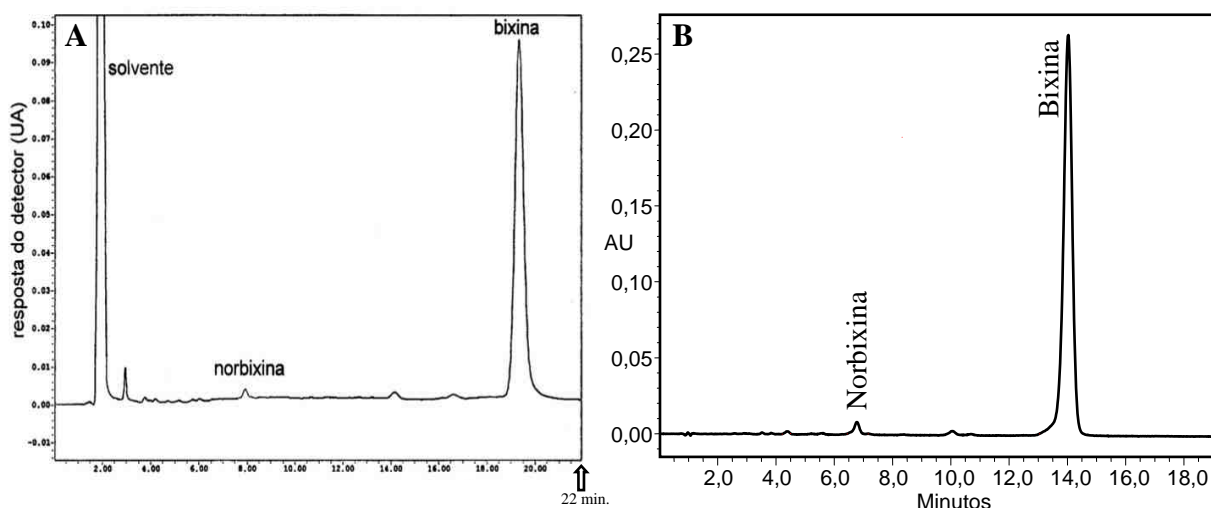 A
resposta do detector (UA)
0.10
0.09
0.08
0.07
0.06
0.05
0.04
0.03
0.02
0.01
0.00
-0.01
solvente
norbixina
bixina
2.00 4.00 6.00 8.00 10.00 12.00 14.00 16.00 18.00 20.00
22 min.
B
AU
0,25
0,20
0,15
0,10
0,05
0,00
Norbixina
Bixina
2,0 4,0 6,0 8,0 10,0 12,0 14,0 16,0 18,0
Minutos